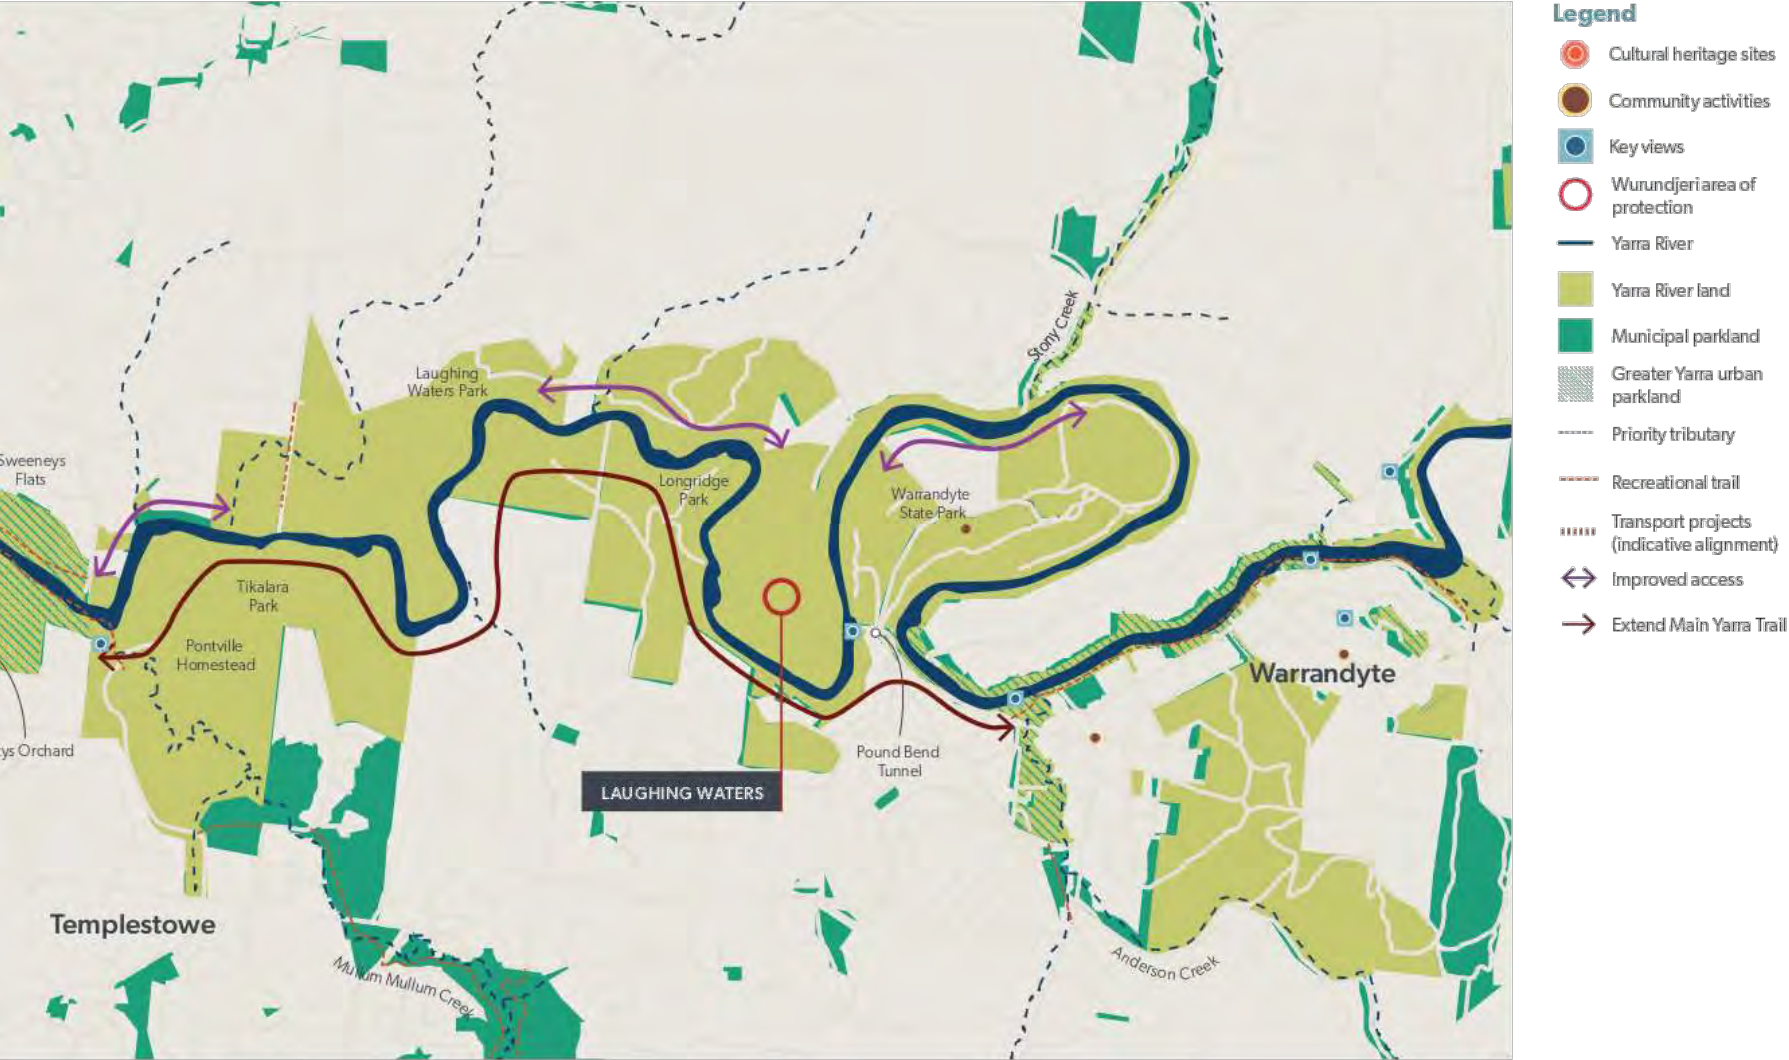 Legend
Cultural heritage sites
Community activities
Key views
Wurundjeri area of
protection
Yarra River
Yarra River land
Municipal parkland
Greater Yarra urban
parkland
Priority tributary
Recreational trail
Transport projects
(indicative alignment)
Improved access
Extend Main Yarra Trail
Stony Creek
Laughing
Waters Park
Sweeneys
Flats
Longridge
Park
Warrandyte
State Park
Tikalara
Park
Pontville
Homestead
Warrandyte
ys Orchard
Pound Bend
Tunnel
LAUGHING WATERS
Templestowe
Mullum Mullum Creek
Anderson Creek